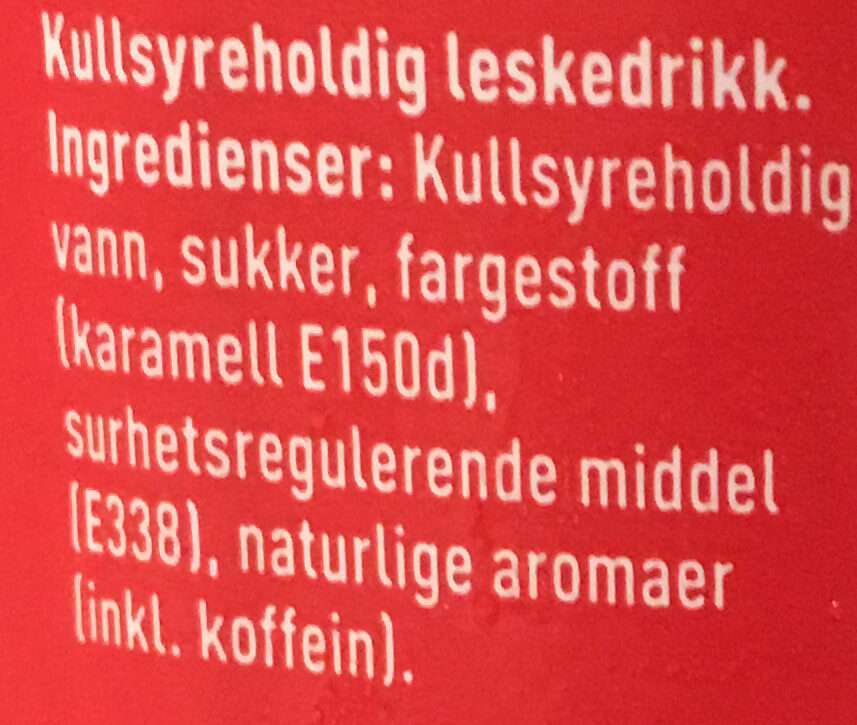 Kullsyreholdig leskedrikk.
Ingredienser: Kullsyreholdig
vann, sukker, fargestoff
(karamell E150d),
surhetsregulerende middel
(E338), naturlige aromaer
(inkl. koffein).